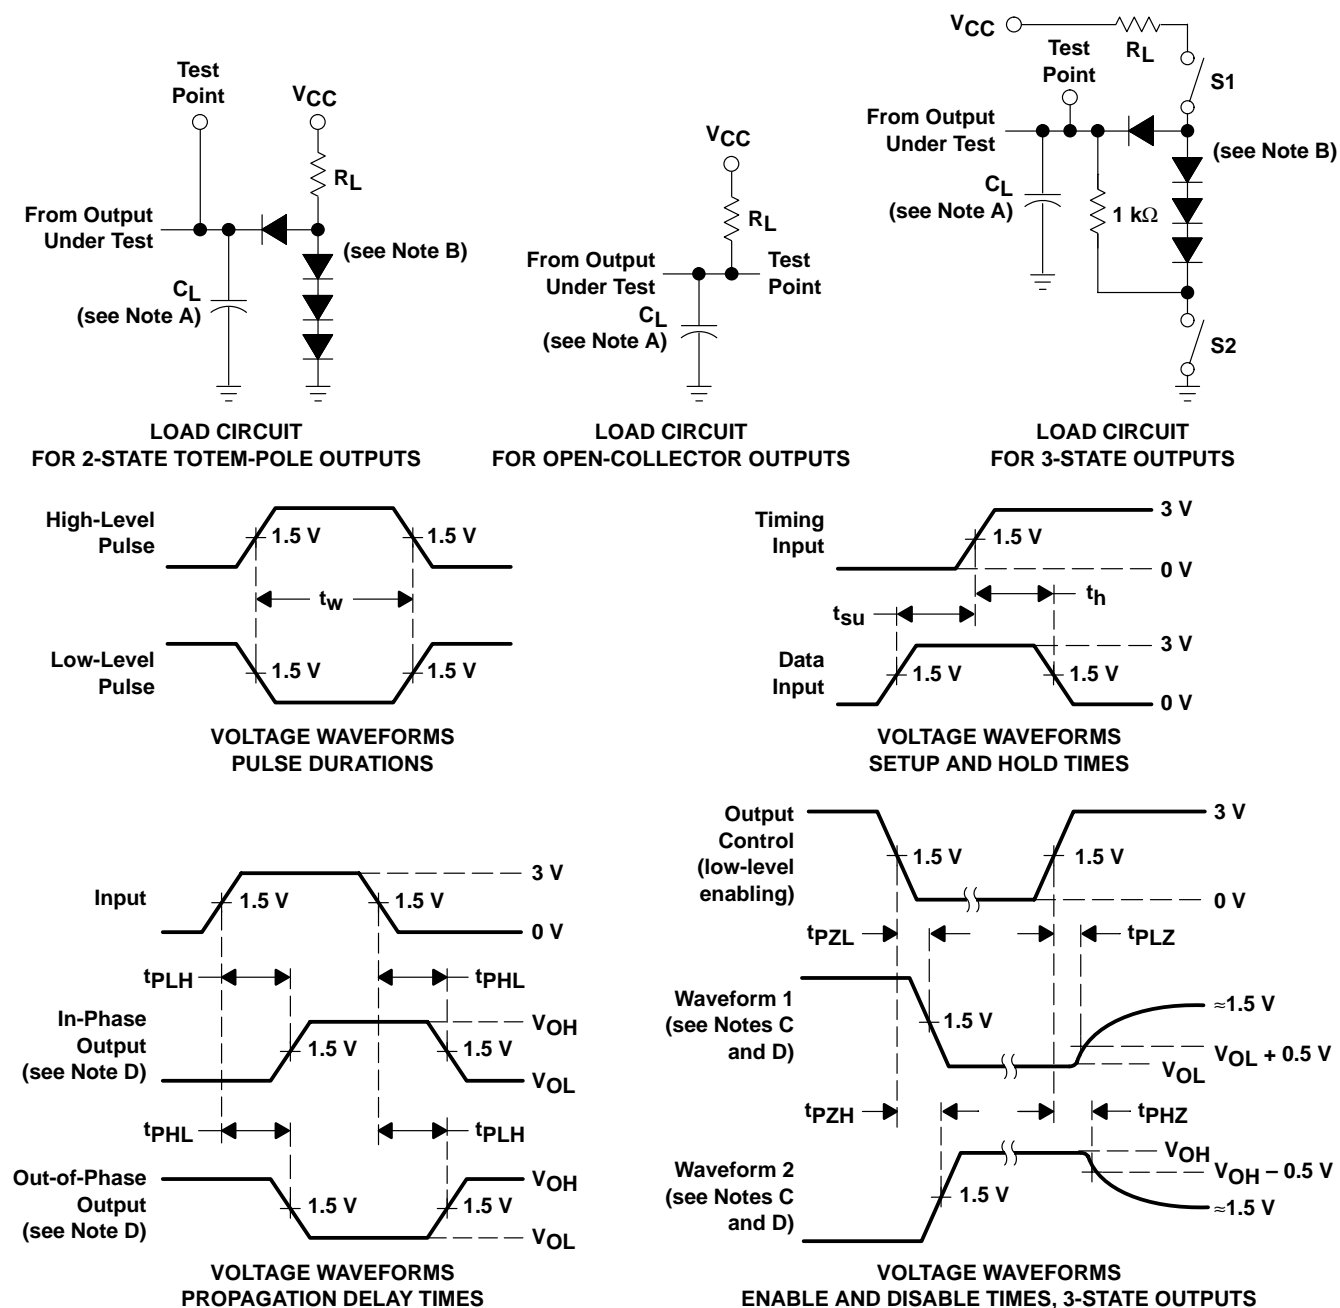 Test
Point
VCC
RL
From Output
Under Test
(see Note B)
CL
(see Note A)
LOAD CIRCUIT
FOR 2-STATE TOTEM-POLE OUTPUTS
VCC
RL
From Output
Under Test
Test
Point
CL
(see Note A)
LOAD CIRCUIT
FOR OPEN-COLLECTOR OUTPUTS
VCC
RL
Test
Point
S1
From Output
Under Test
(see Note B)
CL
(see Note A)
1 kΩ
S2
LOAD CIRCUIT
FOR 3-STATE OUTPUTS
High-Level
Pulse
1.5 V
1.5 V
tw
Low-Level
Pulse
1.5 V
1.5 V
VOLTAGE WAVEFORMS
PULSE DURATIONS
Timing
Input
1.5 V
3 V
0 V
th
tsu
Data
Input
1.5 V
1.5 V
3 V
0 V
VOLTAGE WAVEFORMS
SETUP AND HOLD TIMES
Input
1.5 V
1.5 V
3 V
0 V
tPLH
tPHL
In-Phase
Output
(see Note D)
1.5 V
1.5 V
VOH
VOL
tPHL
tPLH
Out-of-Phase
Output
(see Note D)
1.5 V
1.5 V
VOH
VOL
VOLTAGE WAVEFORMS
PROPAGATION DELAY TIMES
Output
Control
(low-level
enabling)
1.5 V
1.5 V
3 V
0 V
tPZL
tPLZ
Waveform 1
(see Notes C
and D)
1.5 V
≈1.5 V
VOL + 0.5 V
VOL
tPZH
tPHZ
Waveform 2
(see Notes C
and D)
1.5 V
VOH
VOH – 0.5 V
≈1.5 V
VOLTAGE WAVEFORMS
ENABLE AND DISABLE TIMES, 3-STATE OUTPUTS